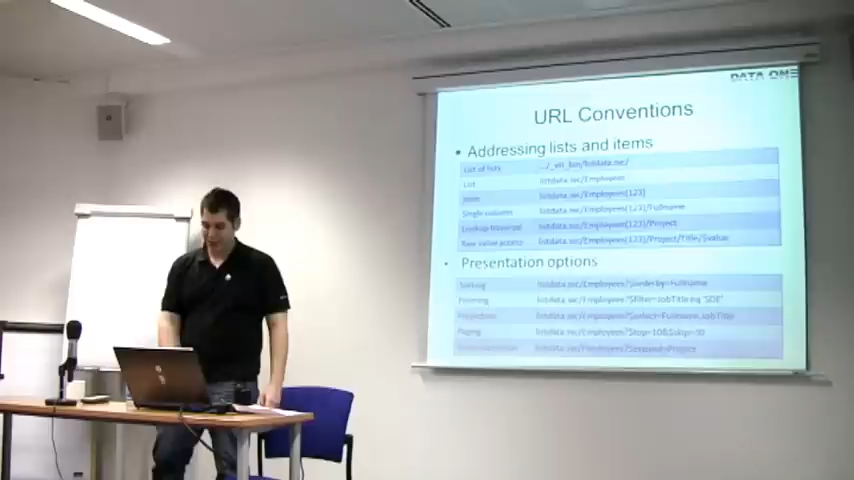 DATA ONE
URL Conventions
• Addressing lists and items
List of lists .../_vti_bin/listdata.svc/
List listdata.svc/Employees
Item listdata.svc/Employees(123)
Single column listdata.svc/Employees(123)/Fullname
Lookup traversal listdata.svc/Employees(123)/Project
Raw value access listdata.svc/Employees(123)/Project/Title/$value
• Presentation options
Sorting listdata.svc/Employees?$orderby=Fullname
Filtering listdata.svc/Employees?$filter=JobTitle eq 'SDE'
Projection listdata.svc/Employees?$select=Fullname,JobTitle
Paging listdata.svc/Employees?$top=10&$skip=30
listdata.svc/Employees?$expand=Project